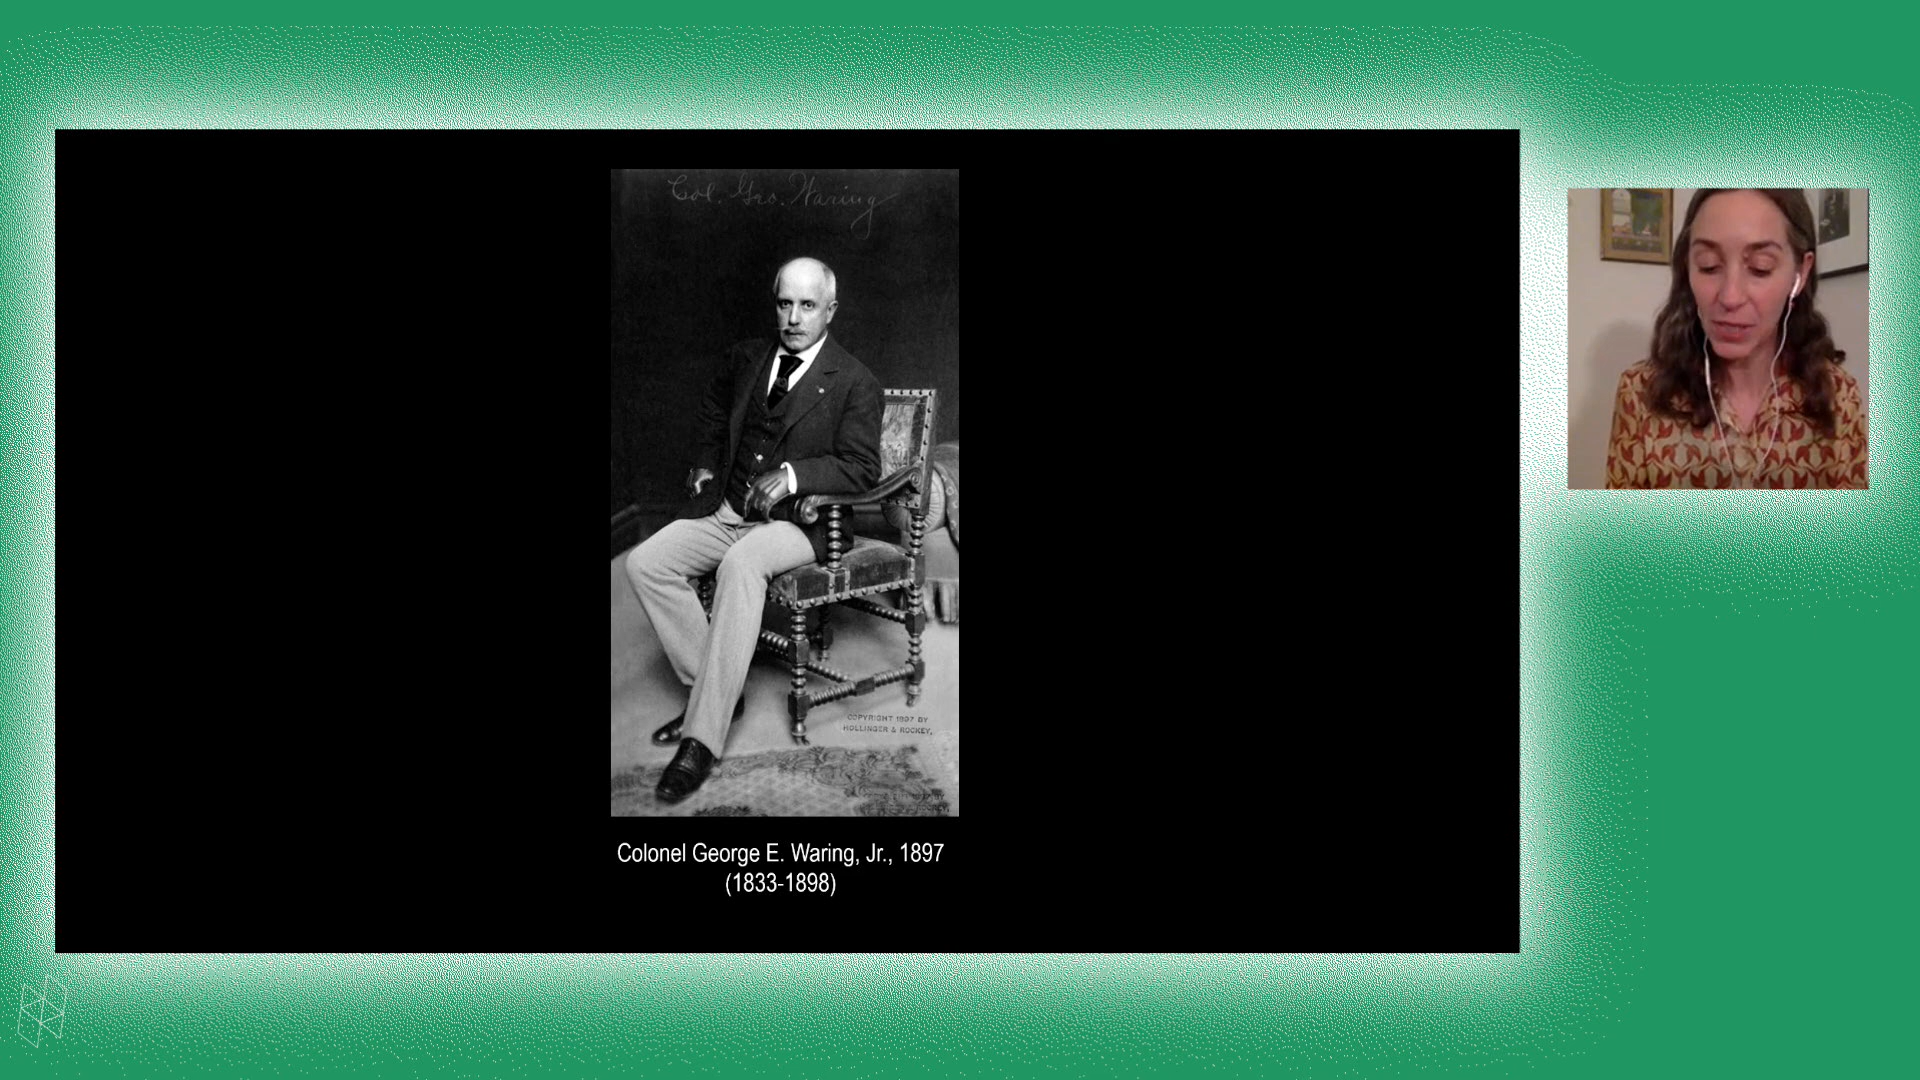 Col. Geo. Waring
COPYRIGHT 1897 BY
HOLLINGER & ROCKEY.
Colonel George E. Waring, Jr., 1897
(1833-1898)